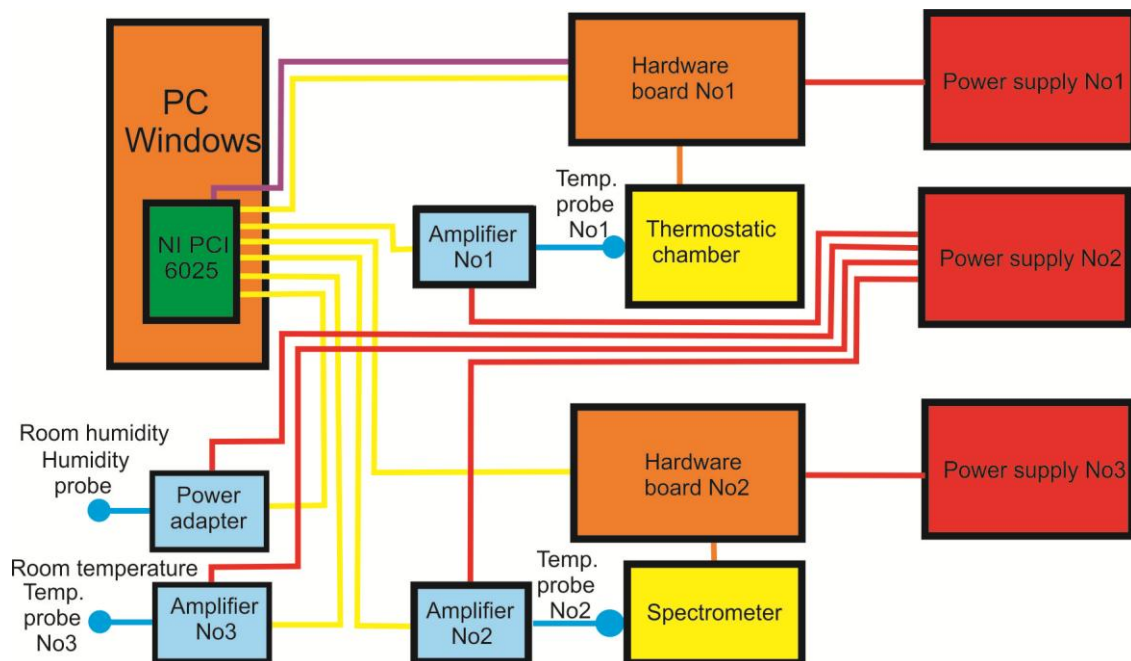 PC
Windows
NI PCI
6025
Hardware
board No1
Power supply No1
Temp.
probe
No1
Amplifier
No1
Thermostatic
chamber
Power supply No2
Room humidity
Humidity
probe
Power
adapter
Hardware
board No2
Power supply No3
Room temperature
Temp.
probe
No3
Amplifier
No3
Amplifier
No2
Temp.
probe
No2
Spectrometer